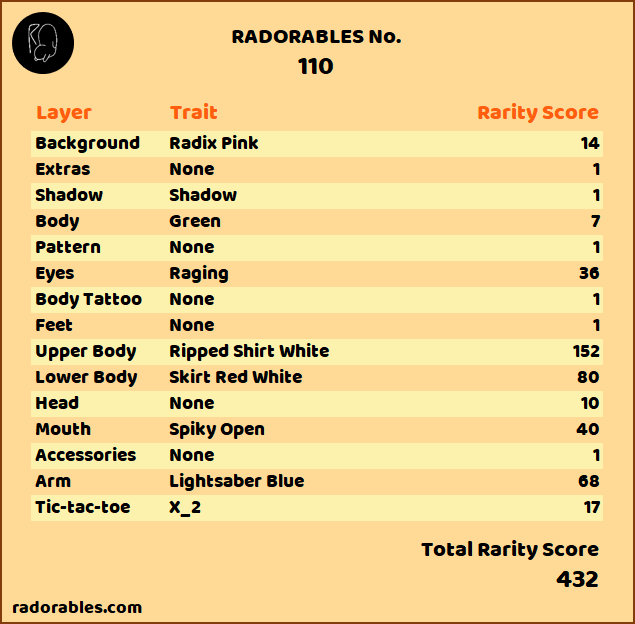 RADORABLES No.
110
Layer Trait Rarity Score
Background Radix Pink 14
Extras None 1
Shadow Shadow 1
Body Green 7
Pattern None 1
Eyes Raging 36
Body Tattoo None 1
Feet None 1
Upper Body Ripped Shirt White 152
Lower Body Skirt Red White 80
Head None 10
Mouth Spiky Open 40
Accessories None 1
Arm Lightsaber Blue 68
Tic-tac-toe X_2 17
Total Rarity Score
432
radorables.com